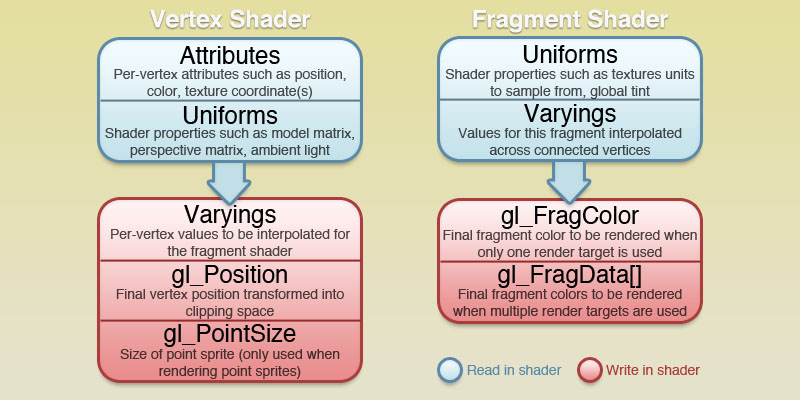 Vertex Shader
Attributes
Per-vertex attributes such as position,
color, texture coordinate(s)
Uniforms
Shader properties such as model matrix,
perspective matrix, ambient light
Varyings
Per-vertex values to be interpolated for
the fragment shader
gl_Position
Final vertex position transformed into
clipping space
gl_PointSize
Size of point sprite (only used when
rendering point sprites)
Fragment Shader
Uniforms
Shader properties such as textures units
to sample from, global tint
Varyings
Values for this fragment interpolated
across connected vertices
gl_FragColor
Final fragment color to be rendered when
only one render target is used
gl_FragData[]
Final fragment colors to be rendered
when multiple render targets are used
Read in shader
Write in shader